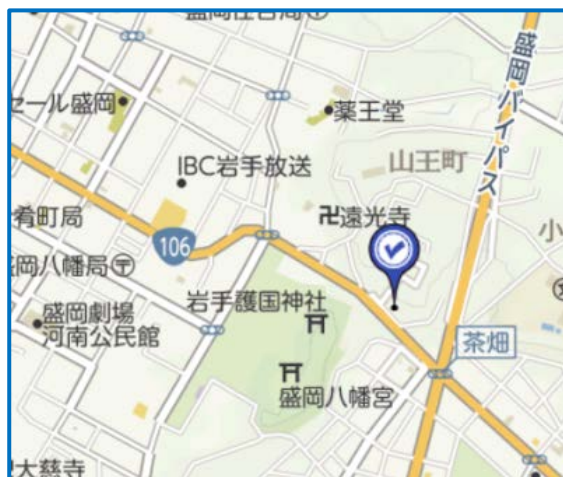 セール盛岡
薬王堂
盛岡バイパス
山王町
IBC岩手放送
肴町局
卍遠光寺
106
小
岡八幡局〒
岩手護国神社
盛岡劇場
河南公民館
茶畑
盛岡八幡宮
大慈寺